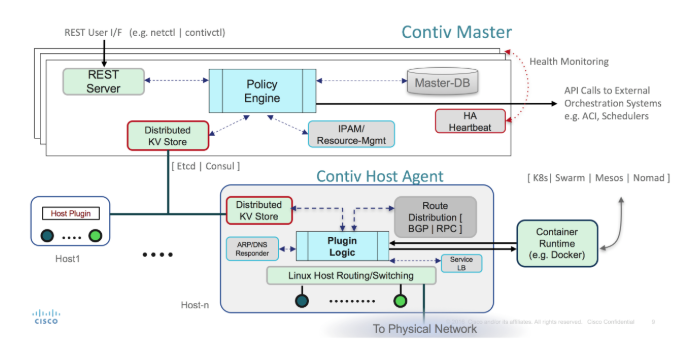 REST User I/F  (e.g. netctl | contivctl)
Contiv Master
Health Monitoring
REST
Server
Policy
Engine
Master-DB
API Calls to External
Orchestration Systems
e.g. ACI, Schedulers
HA
Heartbeat
Distributed
KV Store
IPAM/
Resource-Mgmt
[ Etcd | Consul ]
Contiv Host Agent
[ K8s| Swarm | Mesos | Nomad ]
Host Plugin
Host1
Distributed
KV Store
Route
Distribution [
BGP | RPC ]
ARP/DNS
Responder
Plugin
Logic
Service
LB
Container
Runtime
(e.g. Docker)
Linux Host Routing/Switching
Host-n
To Physical Network
CISCO
affiliates. All rights reserved.
Cisco Confidential